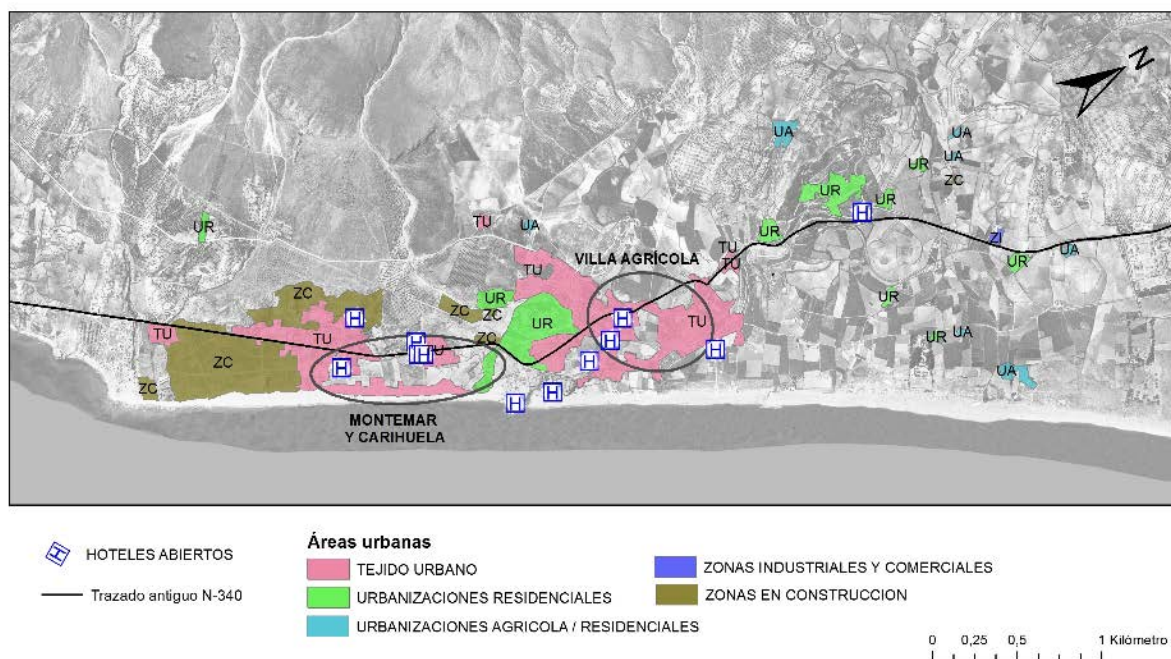 N
UA
UA
UA
ZC
UR
UR
UR
UR
TU
UA
UR
TU
ZI
UA
UR
VILLA AGRÍCOLA
TU
TU
ZC
UR
ZC
ZC
UR
TU
UR
TU
TU
ZC
UR
UA
UA
ZC
ZC
MONTEMAR
Y CARIHUELA
H
H
H
H
H
H
H
H
H
H
H
H HOTELES ABIERTOS
Trazado antiguo N-340
Áreas urbanas
TEJIDO URBANO
URBANIZACIONES RESIDENCIALES
URBANIZACIONES AGRICOLA / RESIDENCIALES
ZONAS INDUSTRIALES Y COMERCIALES
ZONAS EN CONSTRUCCION
0 0,25 0,5 1 Kilómetro